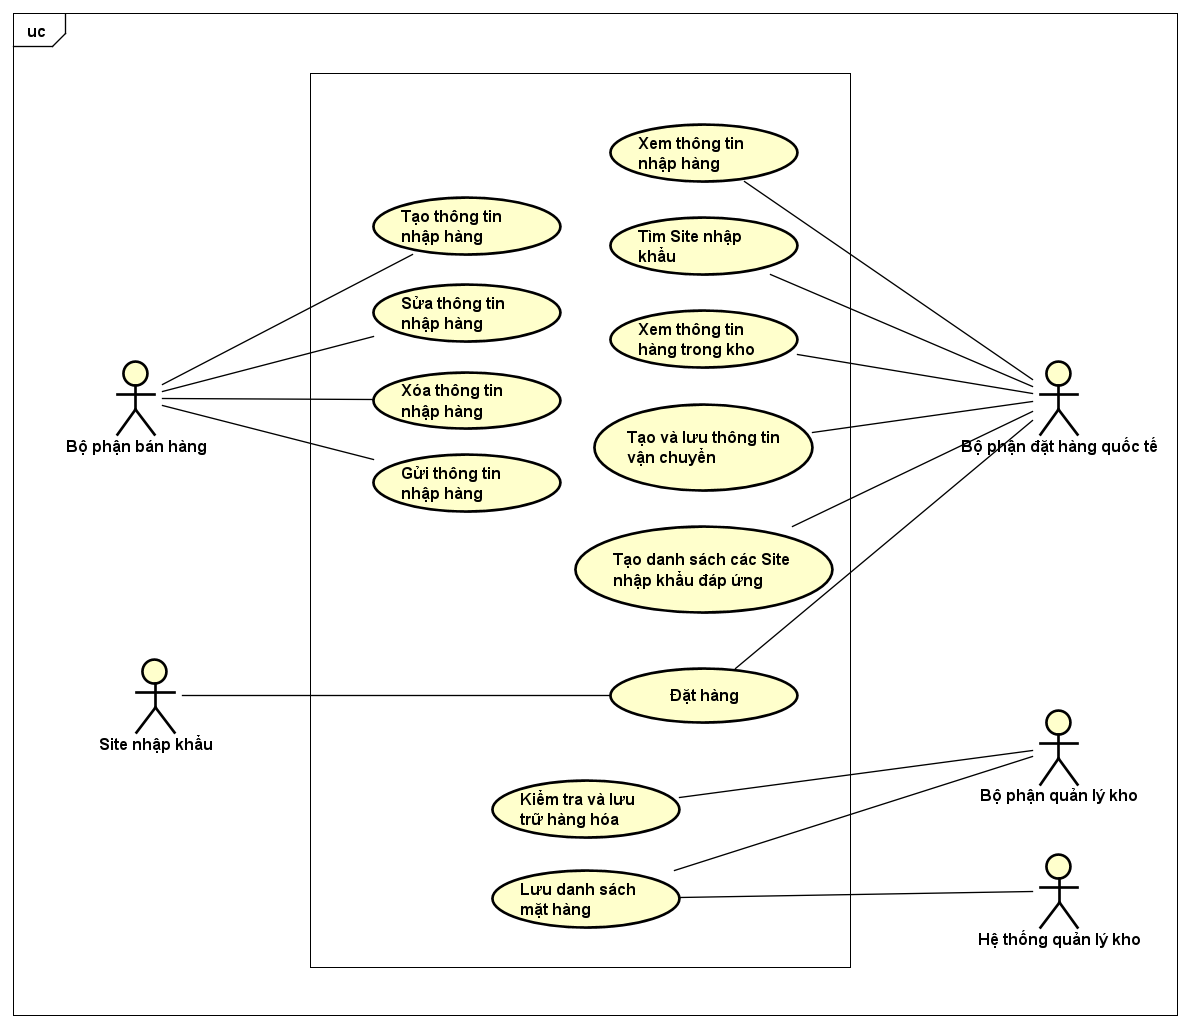 uc
Xem thông tin
nhập hàng
Tạo thông tin
nhập hàng
Tìm Site nhập
khẩu
Sửa thông tin
nhập hàng
Xem thông tin
hàng trong kho
Xóa thông tin
nhập hàng
Bộ phận bán hàng
Bộ phận đặt hàng quốc tế
Tạo và lưu thông tin
vận chuyển
Gửi thông tin
nhập hàng
Tạo danh sách các Site
nhập khẩu đáp ứng
Đặt hàng
Site nhập khẩu
Kiểm tra và lưu
trữ hàng hóa
Bộ phận quản lý kho
Lưu danh sách
mặt hàng
Hệ thống quản lý kho